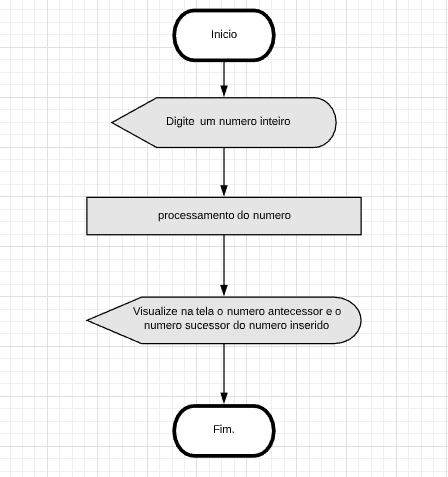 Inicio
Digite um numero inteiro
processamento do numero
Visualize na tela o numero antecessor e o
numero sucessor do numero inserido
Fim.